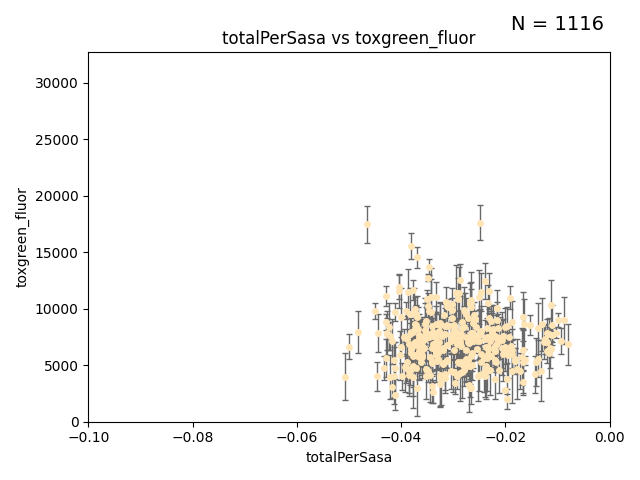 N = 1116
totalPerSasa vs toxgreen_fluor
30000
25000
20000
15000
10000
5000
0
toxgreen_fluor
−0.10 −0.08 −0.06 −0.04 −0.02 0.00
totalPerSasa